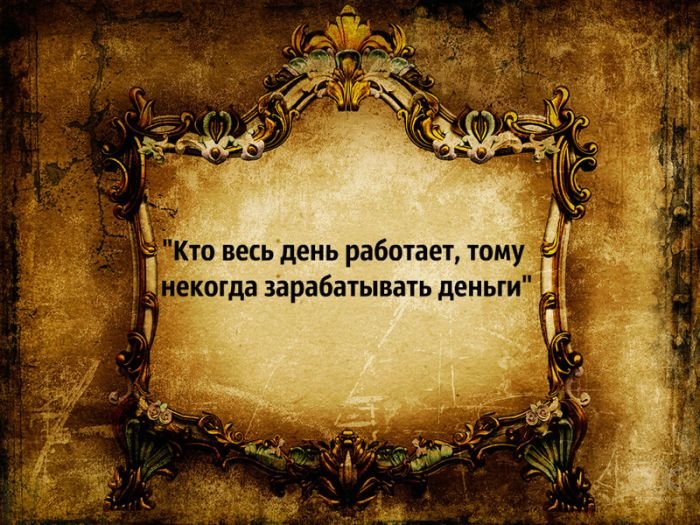 "Кто весь день работает, тому
некогда зарабатывать деньги"